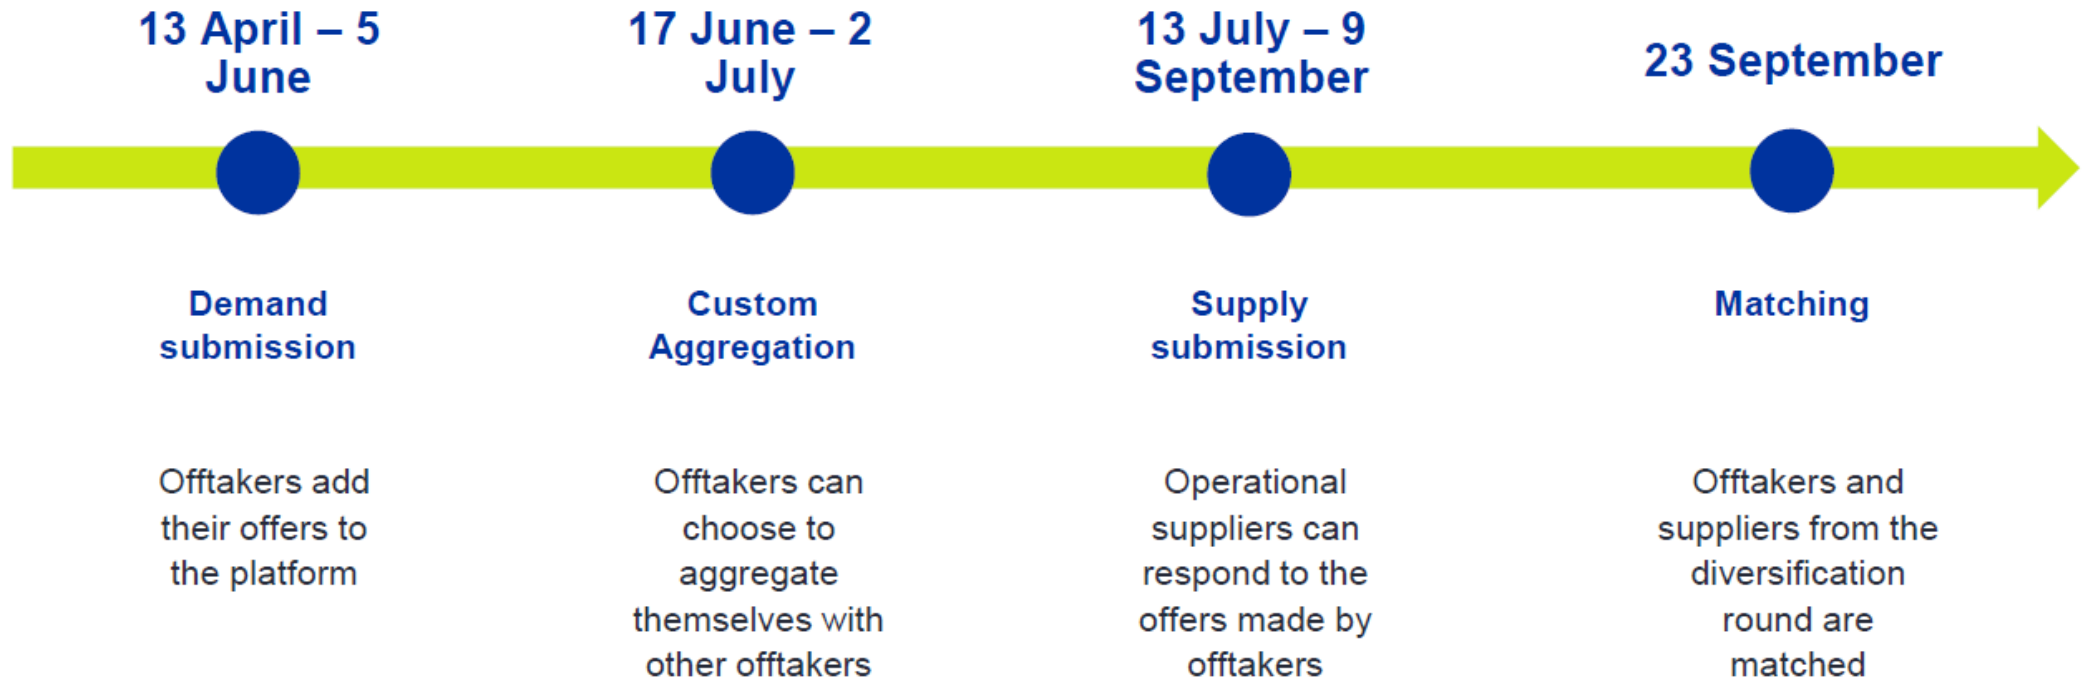 13 April – 5
June
17 June – 2
July
13 July – 9
September
23 September
Demand
submission
Custom
Aggregation
Supply
submission
Matching
Offtakers add
their offers to
the platform
Offtakers can
choose to
aggregate
themselves with
other offtakers
Operational
suppliers can
respond to the
offers made by
offtakers
Offtakers and
suppliers from the
diversification
round are
matched